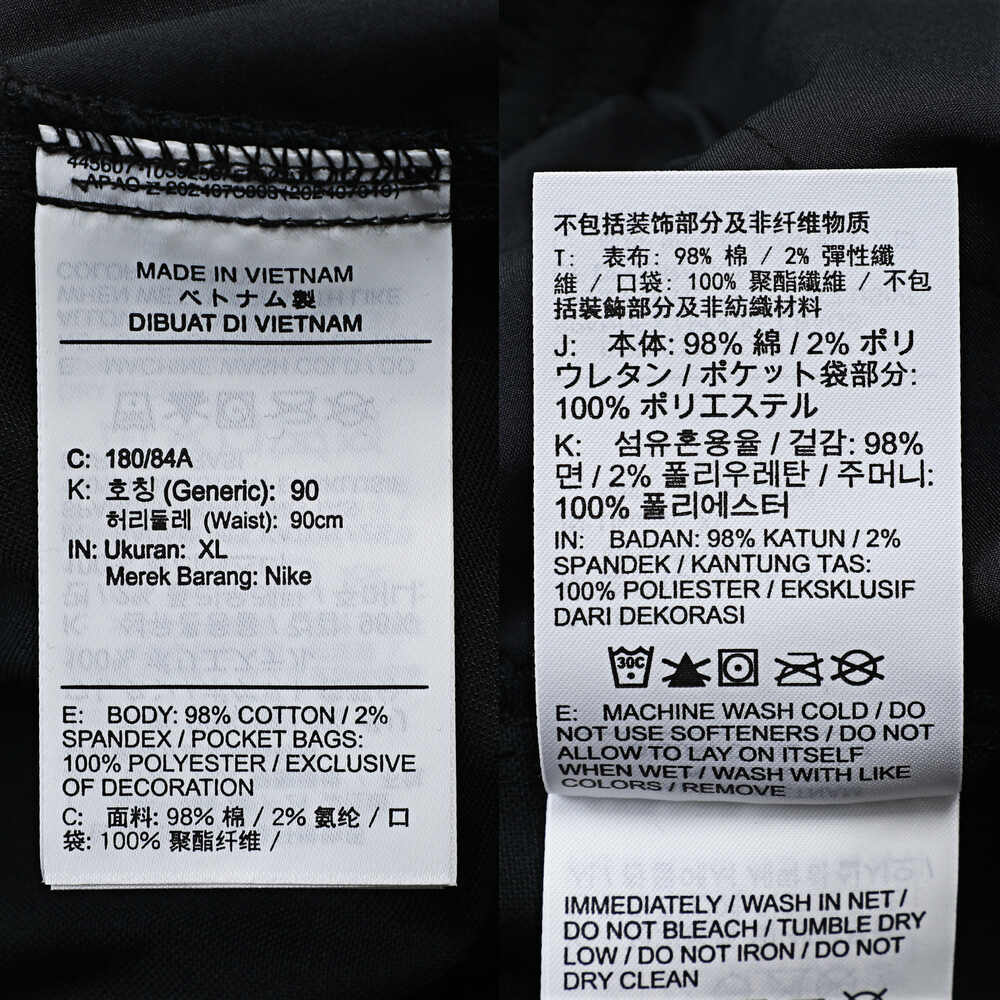 MADE IN VIETNAM
ベトナム製
DIBUAT DI VIETNAM
C: 180/84A
K: 호칭 (Generic): 90
허리둘레 (Waist): 90cm
IN: Ukuran: XL
Merek Barang: Nike
E: BODY: 98% COTTON / 2%
SPANDEX / POCKET BAGS:
100% POLYESTER / EXCLUSIVE
OF DECORATION
C: 面料: 98% 棉 / 2% 氨纶 / 口
袋: 100% 聚酯纤维 /
不包括装饰部分及非纤维物质
T: 表布: 98% 棉 / 2% 彈性纖
維 / 口袋: 100% 聚酯纖維 / 不包
括裝飾部分及非紡織材料
J: 本体: 98% 綿 / 2% ポリ
ウレタン / ポケット袋部分:
100% ポリエステル
K: 섬유혼용율 / 겉감: 98%
면 / 2% 폴리우레탄 / 주머니:
100% 폴리에스터
IN: BADAN: 98% KATUN / 2%
SPANDEK / KANTUNG TAS:
100% POLIESTER / EKSKLUSIF
DARI DEKORASI
30C
E: MACHINE WASH COLD / DO
NOT USE SOFTENERS / DO NOT
ALLOW TO LAY ON ITSELF
WHEN WET / WASH WITH LIKE
COLORS / REMOVE
IMMEDIATELY / WASH IN NET /
DO NOT BLEACH / TUMBLE DRY
LOW / DO NOT IRON / DO NOT
DRY CLEAN